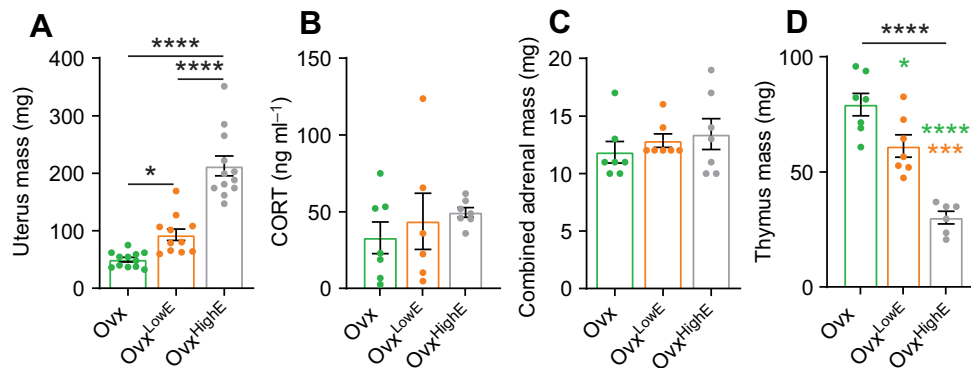 A
Uterus mass (mg)
400
300
200
100
0
****
****
*
Ovx
Ovx^LowE
Ovx^HighE
B
CORT (ng ml⁻¹)
150
100
50
0
Ovx
Ovx^LowE
Ovx^HighE
C
Combined adrenal mass (mg)
20
15
10
5
0
Ovx
Ovx^LowE
Ovx^HighE
D
Thymus mass (mg)
100
50
0
****
*
****
***
Ovx
Ovx^LowE
Ovx^HighE